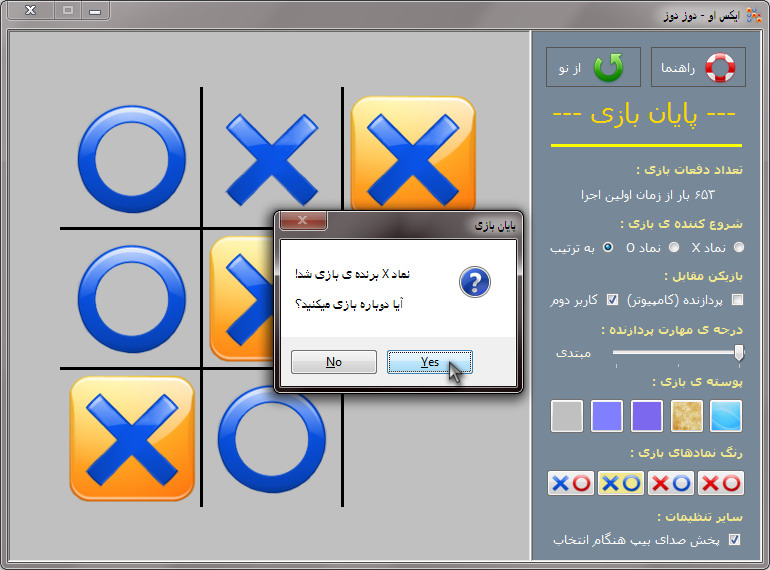 ایکس او - دوز دوز
راهنما
از نو
--- پایان بازی ---
تعداد دفعات بازی :
۶۵۳ بار از زمان اولین اجرا
شروع کننده ی بازی :
نماد X
نماد O
به ترتیب
بازیکن مقابل :
پردازنده (کامپیوتر)
کاربر دوم
درجه ی مهارت پردازنده :
مبتدی
پوسته ی بازی :
رنگ نمادهای بازی :
سایر تنظیمات :
پخش صدای بیپ هنگام انتخاب
پایان بازی
نماد X برنده ی بازی شد!
آیا دوباره بازی میکنید؟
No
Yes